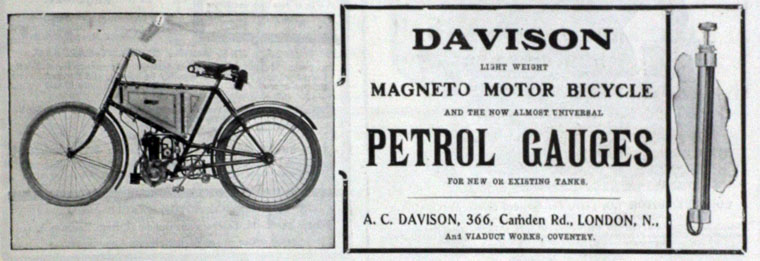 DAVISON
LIGHT WEIGHT
MAGNETO MOTOR BICYCLE
AND THE NOW ALMOST UNIVERSAL
PETROL GAUGES
FOR NEW OR EXISTING TANKS.
A. C. DAVISON, 366, Camden Rd., LONDON, N.,
And VIADUCT WORKS, COVENTRY.